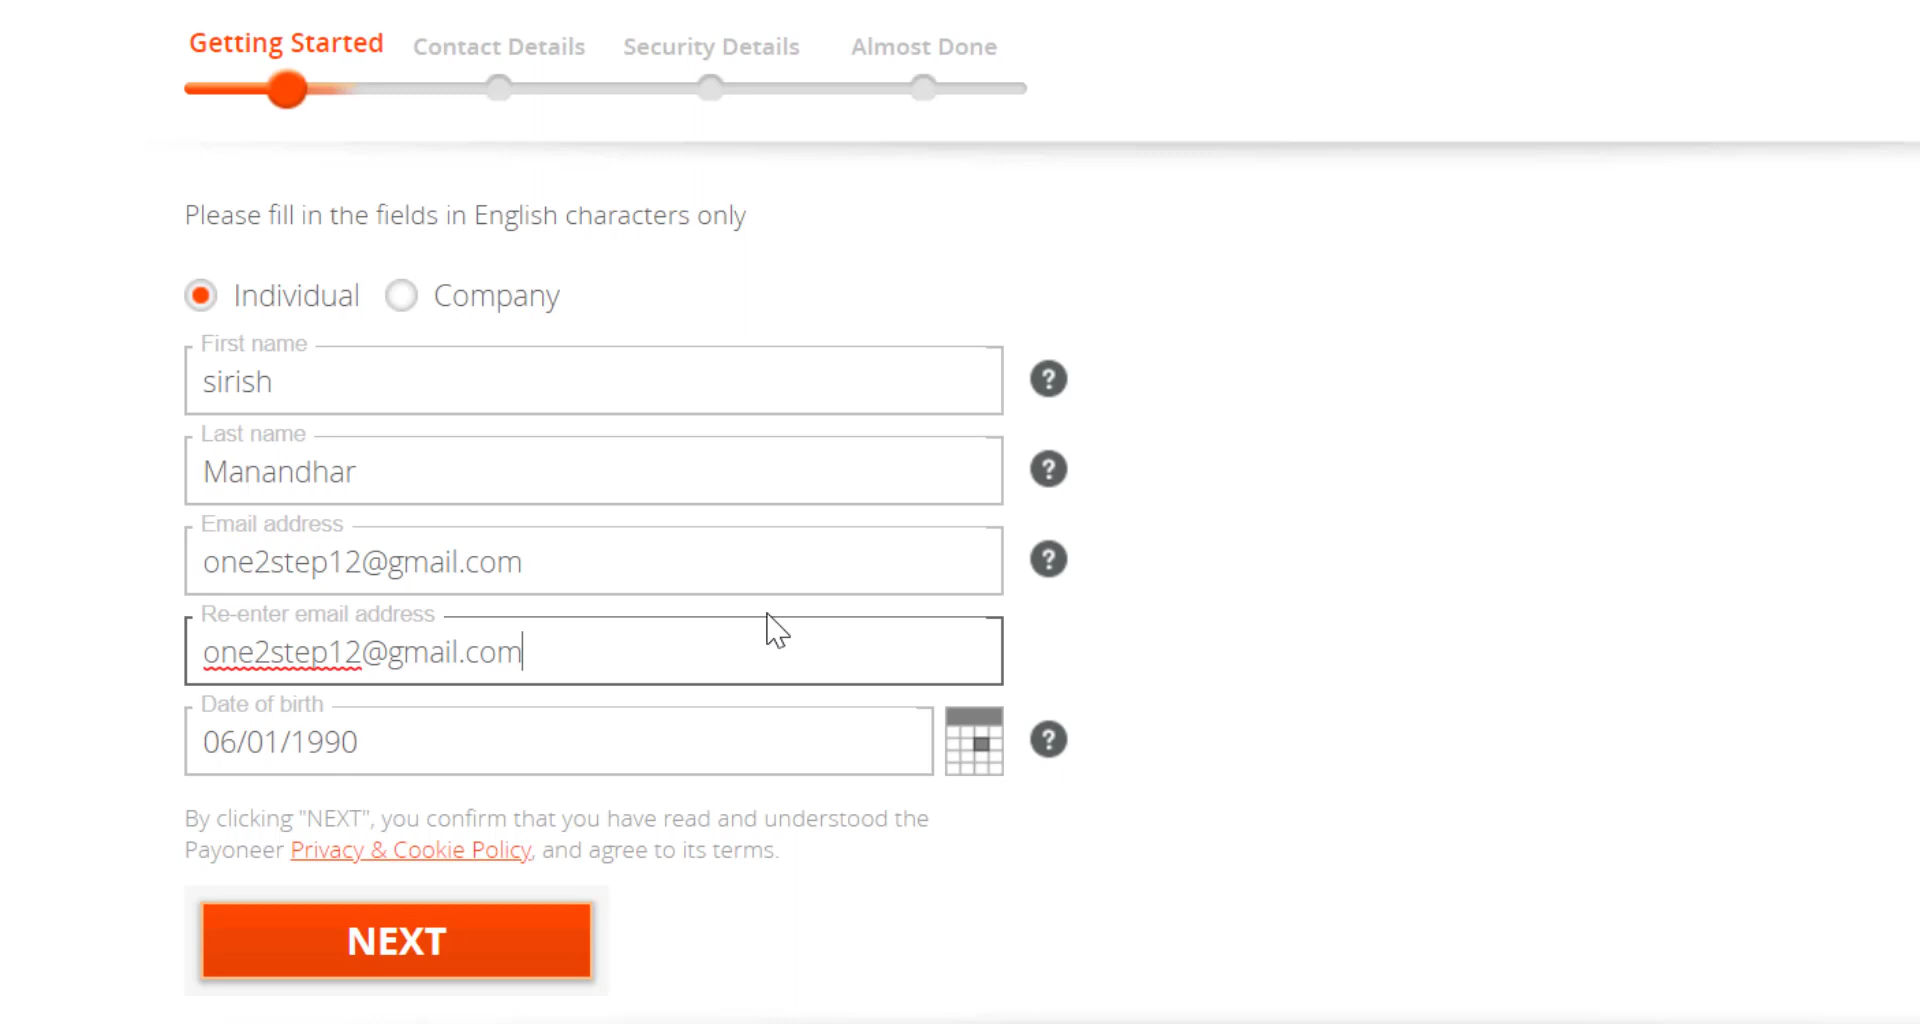 Getting Started Contact Details Security Details Almost Done
Please fill in the fields in English characters only
Individual Company
First name
sirish
?
Last name
Manandhar
?
Email address
one2step12@gmail.com
?
Re-enter email address
one2step12@gmail.com
Date of birth
06/01/1990
?
By clicking "NEXT", you confirm that you have read and understood the
Payoneer Privacy & Cookie Policy, and agree to its terms.
NEXT